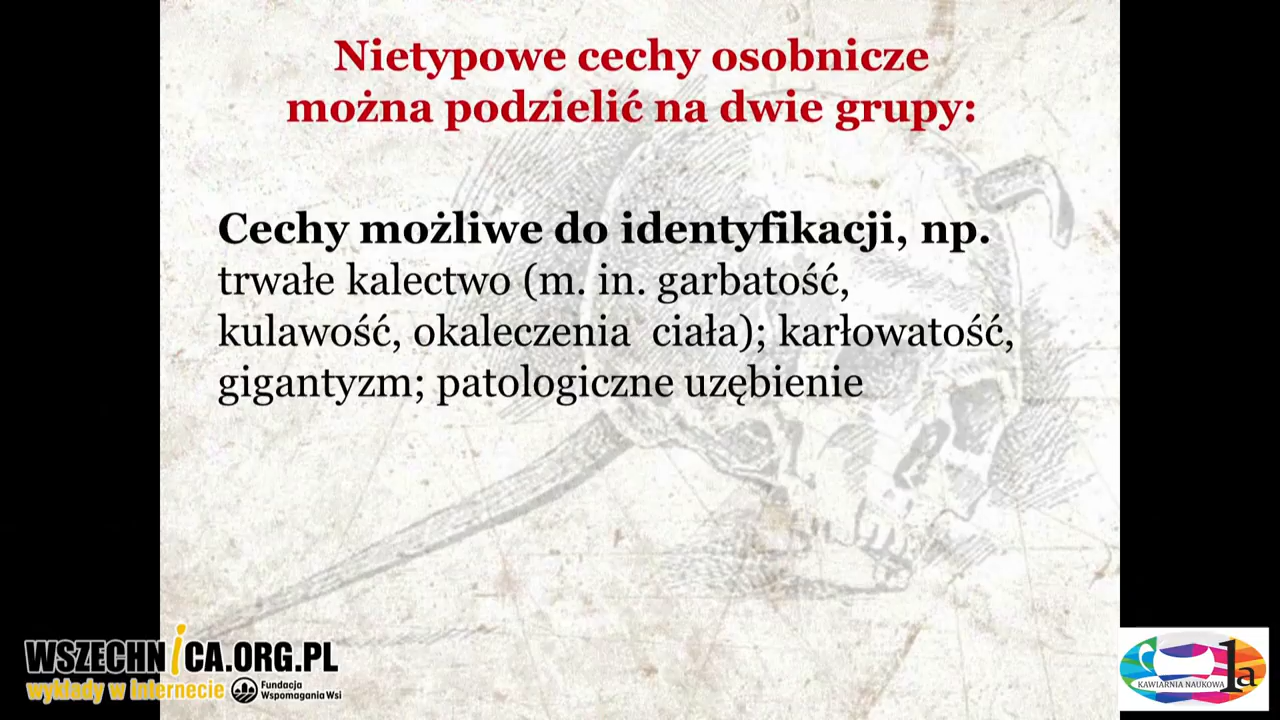 Nietypowe cechy osobnicze
można podzielić na dwie grupy:
Cechy możliwe do identyfikacji, np.
trwałe kalectwo (m. in. garbatość,
kulawość, okaleczenia ciała); karłowatość,
gigantyzm; patologiczne uzębienie
WSZECHNiCA.ORG.PL
wykłady w Internecie
Fundacja
Wspomagania Wsi
KAWIARNIA NAUKOWA 1a